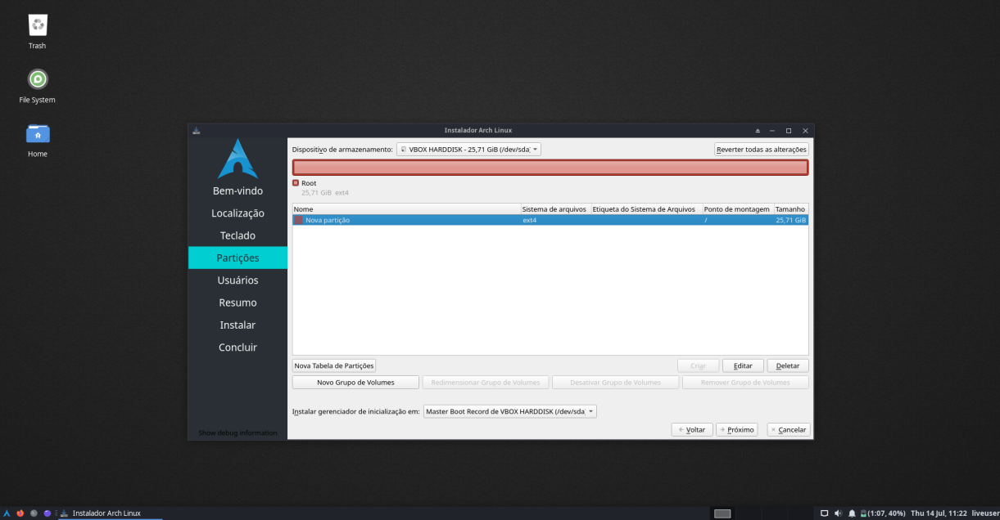 Trash
File System
Home
Instalador Arch Linux
Bem-vindo
Localização
Teclado
Partições
Usuários
Resumo
Instalar
Concluir
Show debug information
Dispositivo de armazenamento: VBOX HARDDISK - 25,71 GiB (/dev/sda) Reverter todas as alterações
Root
25,71 GiB ext4
Nome Sistema de arquivos Etiqueta do Sistema de Arquivos Ponto de montagem Tamanho
Nova partição ext4 / 25,71 GiB
Nova Tabela de Partições Criar Editar Deletar
Novo Grupo de Volumes Redimensionar Grupo de Volumes Desativar Grupo de Volumes Remover Grupo de Volumes
Instalar gerenciador de inicialização em: Master Boot Record de VBOX HARDDISK (/dev/sda)
Voltar Próximo Cancelar
Instalador Arch Linux (1:07, 40%) Thu 14 Jul, 11:22 liveuser